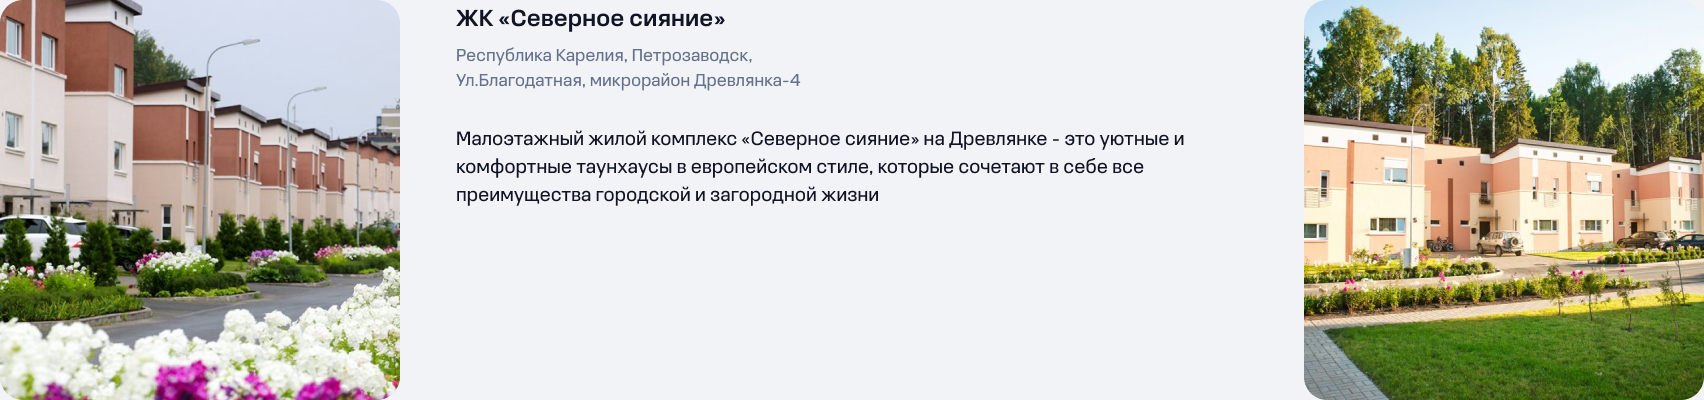 ЖК «Северное сияние»
Республика Карелия, Петрозаводск,
Ул.Благодатная, микрорайон Древлянка-4
Малоэтажный жилой комплекс «Северное сияние» на Древлянке - это уютные и
комфортные таунхаусы в европейском стиле, которые сочетают в себе все
преимущества городской и загородной жизни